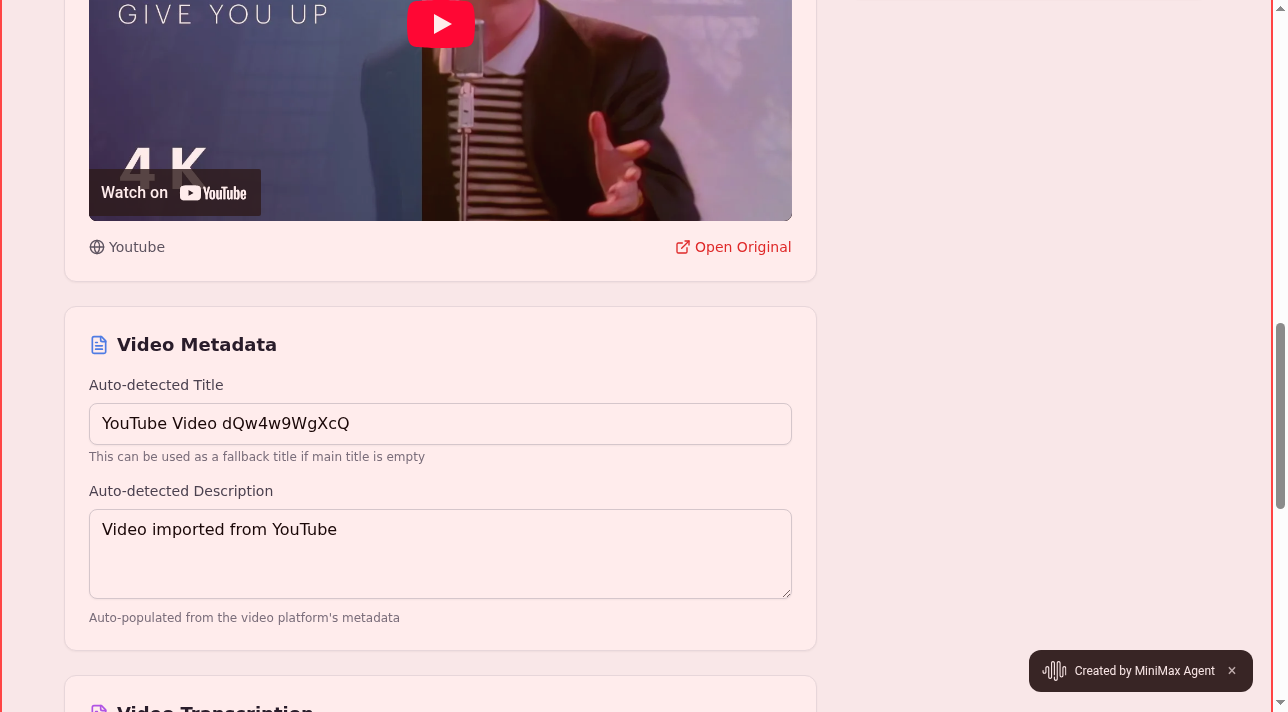 GIVE YOU UP
4K
Watch on YouTube
Youtube
Open Original
Video Metadata
Auto-detected Title
YouTube Video dQw4w9WgXcQ
This can be used as a fallback title if main title is empty
Auto-detected Description
Video imported from YouTube
Auto-populated from the video platform's metadata
Created by MiniMax Agent ×
Video Transcription